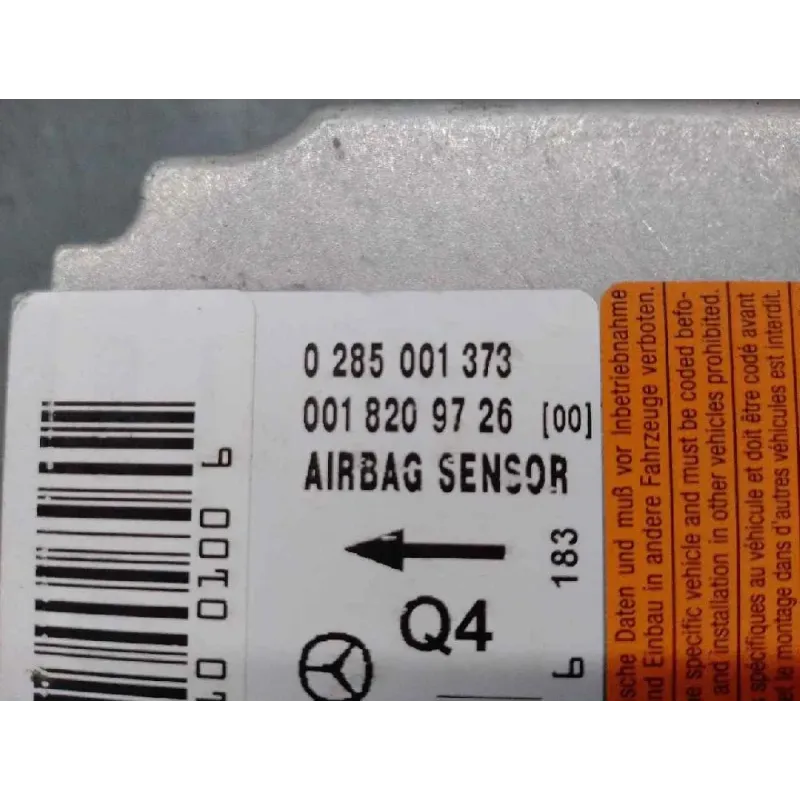 0 285 001 373
001 820 97 26 [00]
AIRBAG SENSOR
183
Q4
sche Daten und muß vor Inbetriebnahme
nd Einbau in andere Fahrzeuge verboten.
e specific vehicle and must be coded befo-
and installation in other vehicles prohibited.
spécifiques au véhicule et doit être codé avant
et le montage dans d'autres véhicules est interdit.